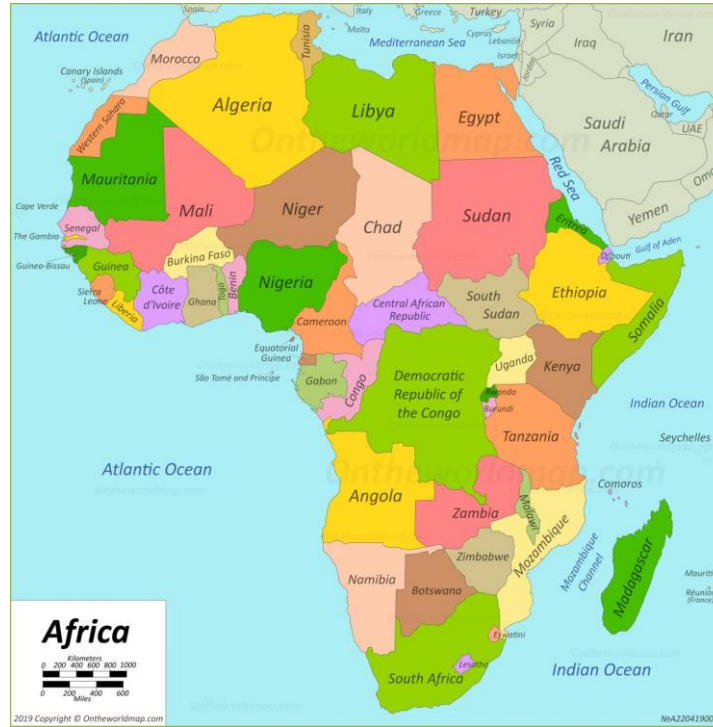 Spain
Italy
Greece
Turkey
Malta
Cyprus
Syria
Lebanon
Israel
Jordan
Iraq
Iran
Atlantic Ocean
Mediterranean Sea
Canary Islands
(Spain)
Morocco
Tunisia
Algeria
Libya
Egypt
Persian Gulf
Qatar
UAE
Saudi
Arabia
Western Sahara
Ontheworldmap.com
Red Sea
Yemen
Mauritania
Mali
Niger
Chad
Sudan
Eritrea
Djibouti
Gulf of Aden
Cape Verde
Senegal
The Gambia
Guinea-Bissau
Guinea
Sierra
Leone
Liberia
Côte
d'Ivoire
Burkina Faso
Ghana
Togo
Benin
Nigeria
Cameroon
Central African
Republic
South
Sudan
Ethiopia
Somalia
Equatorial
Guinea
São Tomé and Príncipe
Gabon
Congo
Democratic
Republic of
the Congo
Uganda
Kenya
Rwanda
Burundi
Tanzania
Indian Ocean
Seychelles
Comoros
Atlantic Ocean
Ontheworldmap.com
Angola
Zambia
Malawi
Mozambique
Mozambique
Channel
Madagascar
Zimbabwe
Namibia
Botswana
Eswatini
Lesotho
South Africa
Réunion
(France)
Indian Ocean
Africa
Kilometers
0 200 400 600 800 1000
0 200 400 600
Miles
2019 Copyright © Ontheworldmap.com
№A22041900